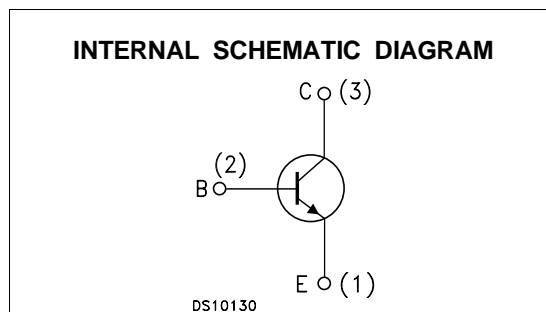 INTERNAL SCHEMATIC DIAGRAM
C (3)
(2)
B
E (1)
DS10130